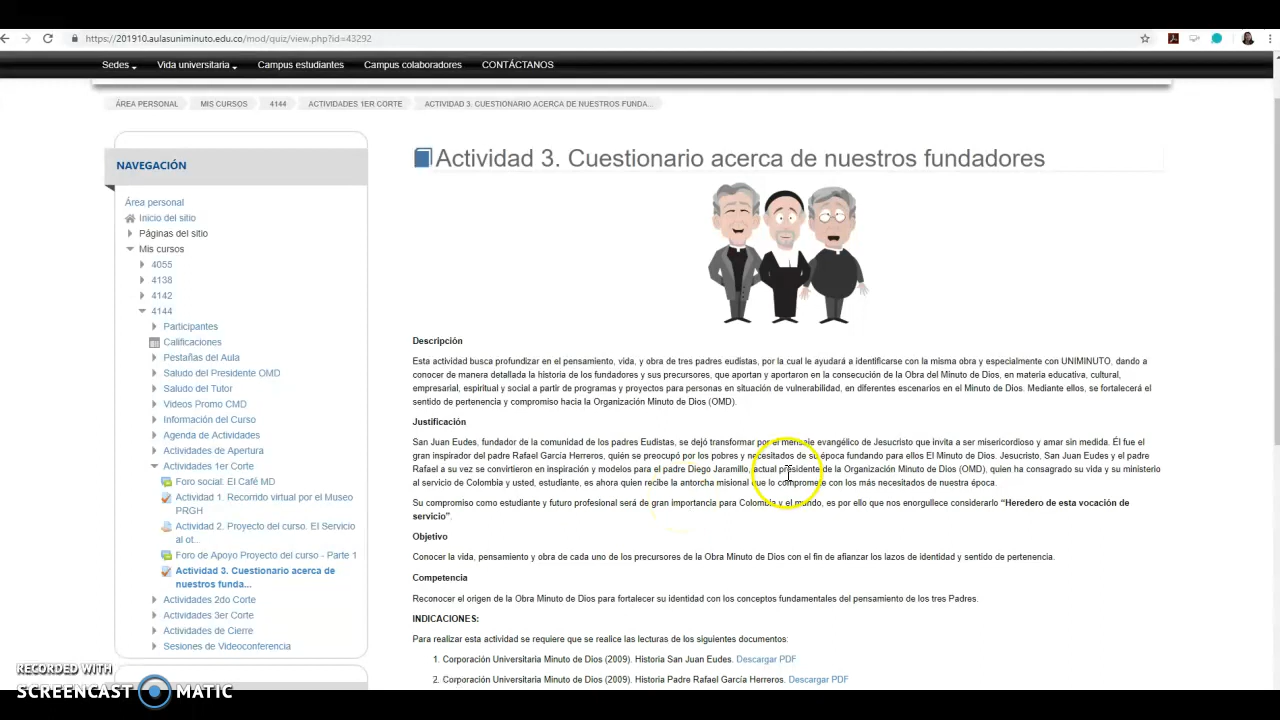 https://201910.aulasuniminuto.edu.co/mod/quiz/view.php?id=43292
Sedes Vida universitaria Campus estudiantes Campus colaboradores CONTÁCTANOS
ÁREA PERSONAL MIS CURSOS 4144 ACTIVIDADES 1ER CORTE ACTIVIDAD 3. CUESTIONARIO ACERCA DE NUESTROS FUNDA...
NAVEGACIÓN
Área personal
Inicio del sitio
Páginas del sitio
Mis cursos
4055
4138
4142
4144
Participantes
Calificaciones
Pestañas del Aula
Saludo del Presidente OMD
Saludo del Tutor
Videos Promo CMD
Información del Curso
Agenda de Actividades
Actividades de Apertura
Actividades 1er Corte
Foro social. El Café MD
Actividad 1. Recorrido virtual por el Museo
PRGH
Actividad 2. Proyecto del curso. El Servicio
al ot...
Foro de Apoyo Proyecto del curso - Parte 1
Actividad 3. Cuestionario acerca de
nuestros funda...
Actividades 2do Corte
Actividades 3er Corte
Actividades de Cierre
Sesiones de Videoconferencia
Actividad 3. Cuestionario acerca de nuestros fundadores
Descripción
Esta actividad busca profundizar en el pensamiento, vida, y obra de tres padres eudistas, por la cual le ayudará a identificarse con la misma obra y especialmente con UNIMINUTO, dando a
conocer de manera detallada la historia de los fundadores y sus precursores, que aportan y aportaron en la consecución de la Obra del Minuto de Dios, en materia educativa, cultural,
empresarial, espiritual y social a partir de programas y proyectos para personas en situación de vulnerabilidad, en diferentes escenarios en el Minuto de Dios. Mediante ellos, se fortalecerá el
sentido de pertenencia y compromiso hacia la Organización Minuto de Dios (OMD).
Justificación
San Juan Eudes, fundador de la comunidad de los padres Eudistas, se dejó transformar por el mensaje evangélico de Jesucristo que invita a ser misericordioso y amar sin medida. Él fue el
gran inspirador del padre Rafael García Herreros, quién se preocupó por los pobres y necesitados de su época fundando para ellos El Minuto de Dios. Jesucristo, San Juan Eudes y el padre
Rafael a su vez se convirtieron en inspiración y modelos para el padre Diego Jaramillo, actual presidente de la Organización Minuto de Dios (OMD), quien ha consagrado su vida y su ministerio
al servicio de Colombia y usted, estudiante, es ahora quien recibe la antorcha misional que lo compromete con los más necesitados de nuestra época.
Su compromiso como estudiante y futuro profesional será de gran importancia para Colombia y el mundo, es por ello que nos enorgullece considerarlo “Heredero de esta vocación de
servicio”.
Objetivo
Conocer la vida, pensamiento y obra de cada uno de los precursores de la Obra Minuto de Dios con el fin de afianzar los lazos de identidad y sentido de pertenencia.
Competencia
Reconocer el origen de la Obra Minuto de Dios para fortalecer su identidad con los conceptos fundamentales del pensamiento de los tres Padres.
INDICACIONES:
Para realizar esta actividad se requiere que se realice las lecturas de los siguientes documentos:
1. Corporación Universitaria Minuto de Dios (2009). Historia San Juan Eudes. Descargar PDF
2. Corporación Universitaria Minuto de Dios (2009). Historia Padre Rafael García Herreros. Descargar PDF
RECORDED WITH
SCREENCAST MATIC